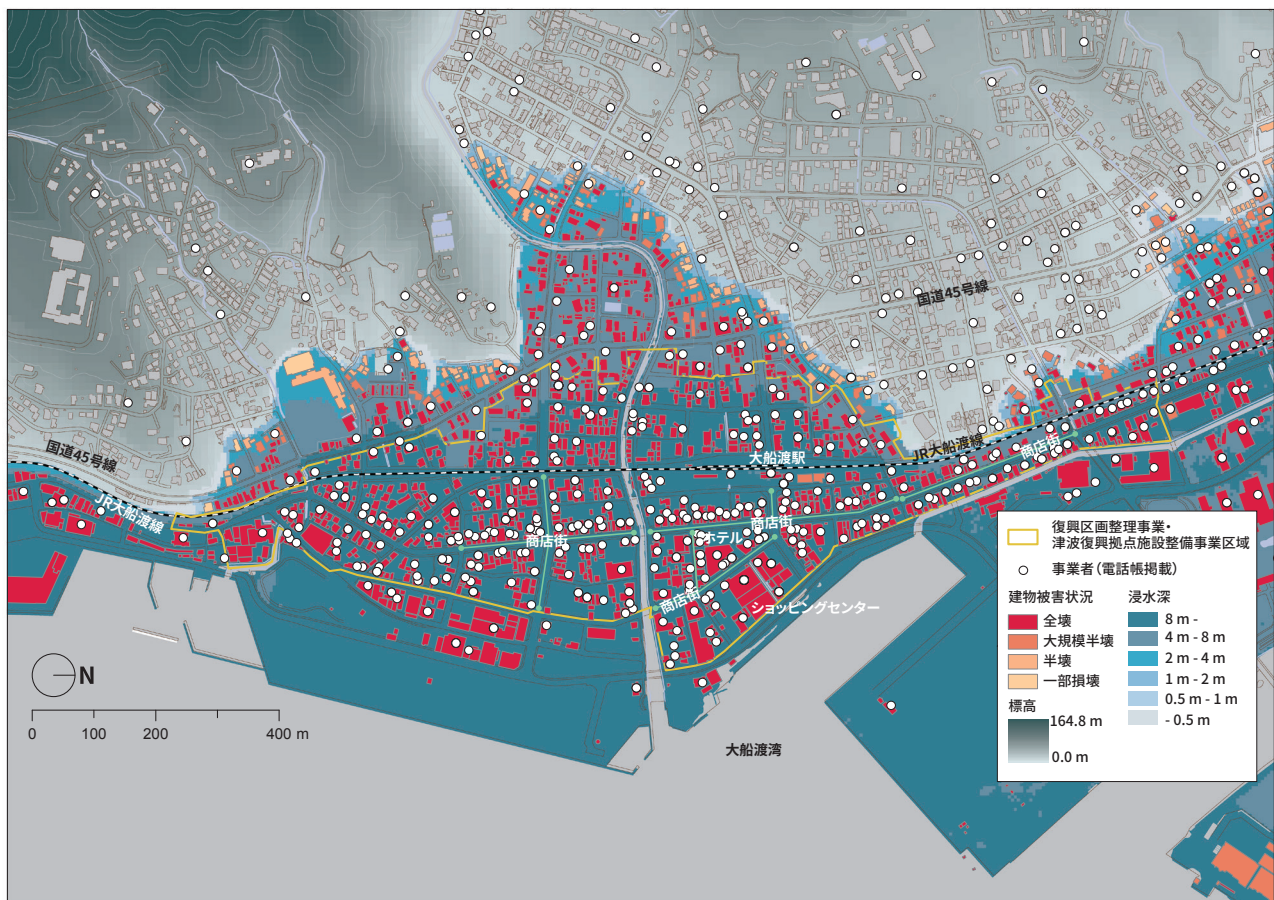 国道45号線
国道45号線
JR大船渡線
大船渡駅
JR大船渡線
商店街
商店街
商店街
ホテル
商店街
ショッピングセンター
大船渡湾
N
0 100 200 400 m
復興区画整理事業・
津波復興拠点施設整備事業区域
事業者（電話帳掲載）
建物被害状況
全壊
大規模半壊
半壊
一部損壊
標高
164.8 m
0.0 m
浸水深
8 m -
4 m - 8 m
2 m - 4 m
1 m - 2 m
0.5 m - 1 m
- 0.5 m